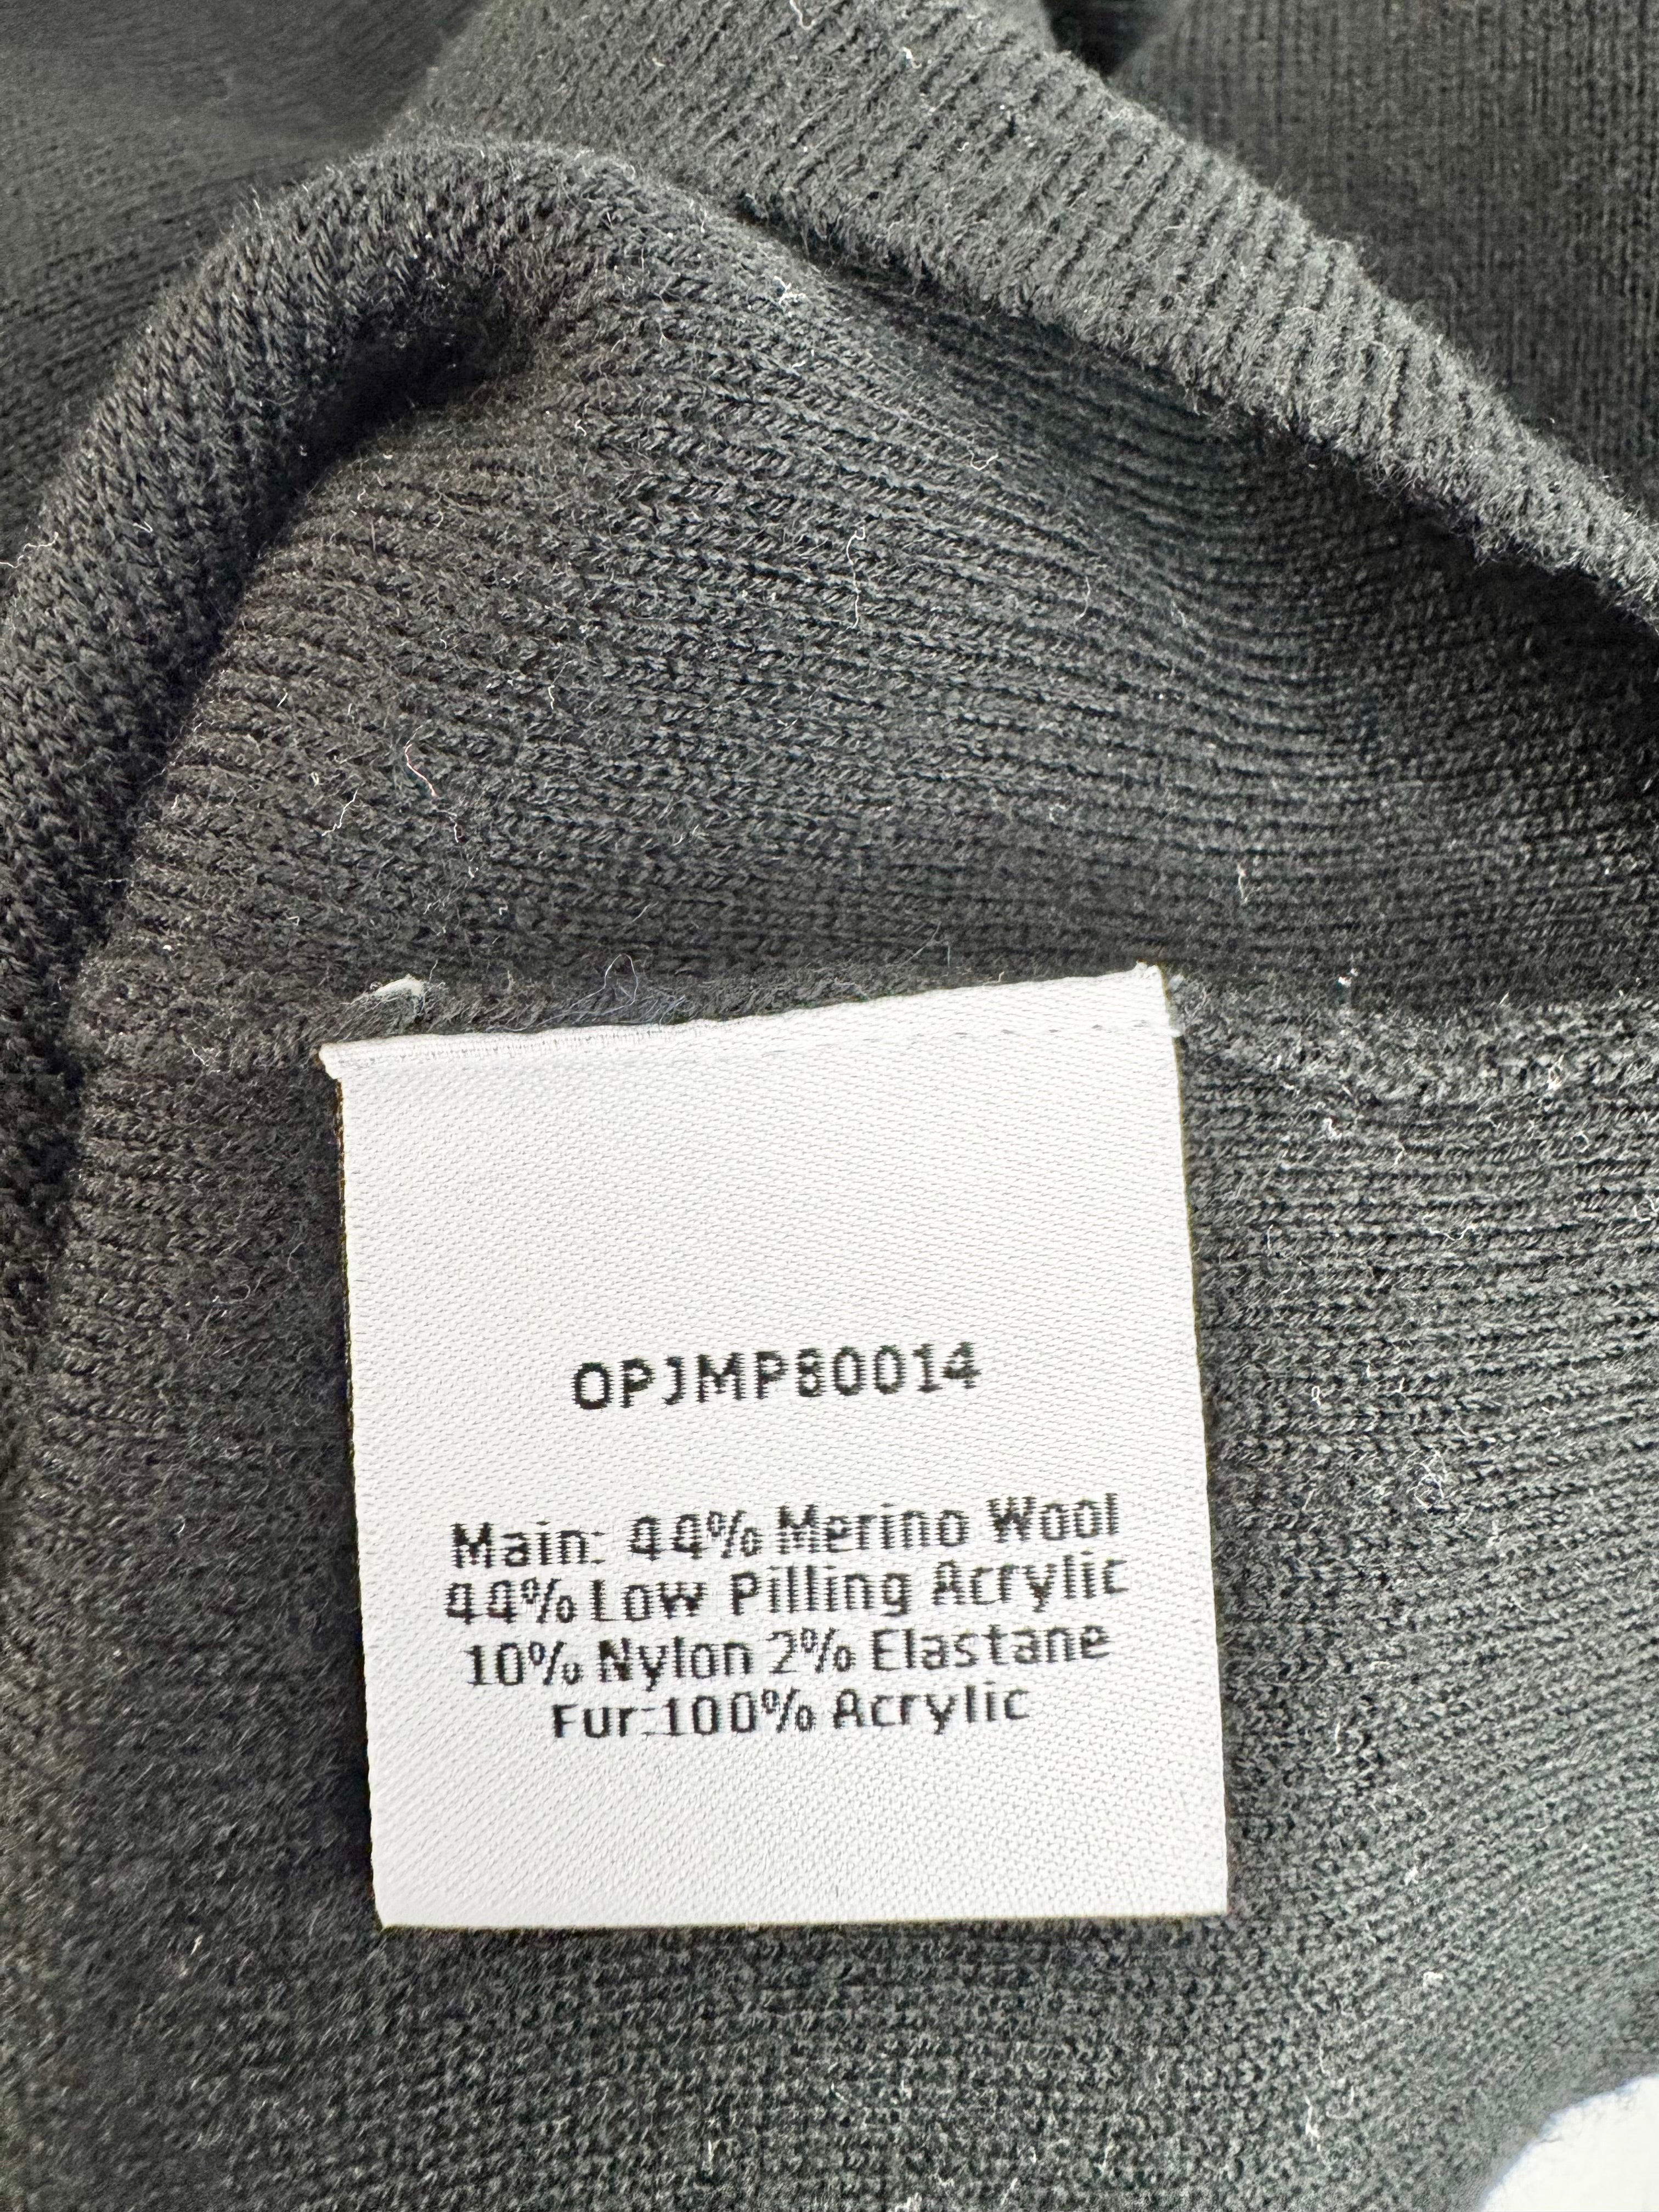 OPJMP80014
Main: 44% Merino Wool
44% Low Pilling Acrylic
10% Nylon 2% Elastane
Fur:100% Acrylic